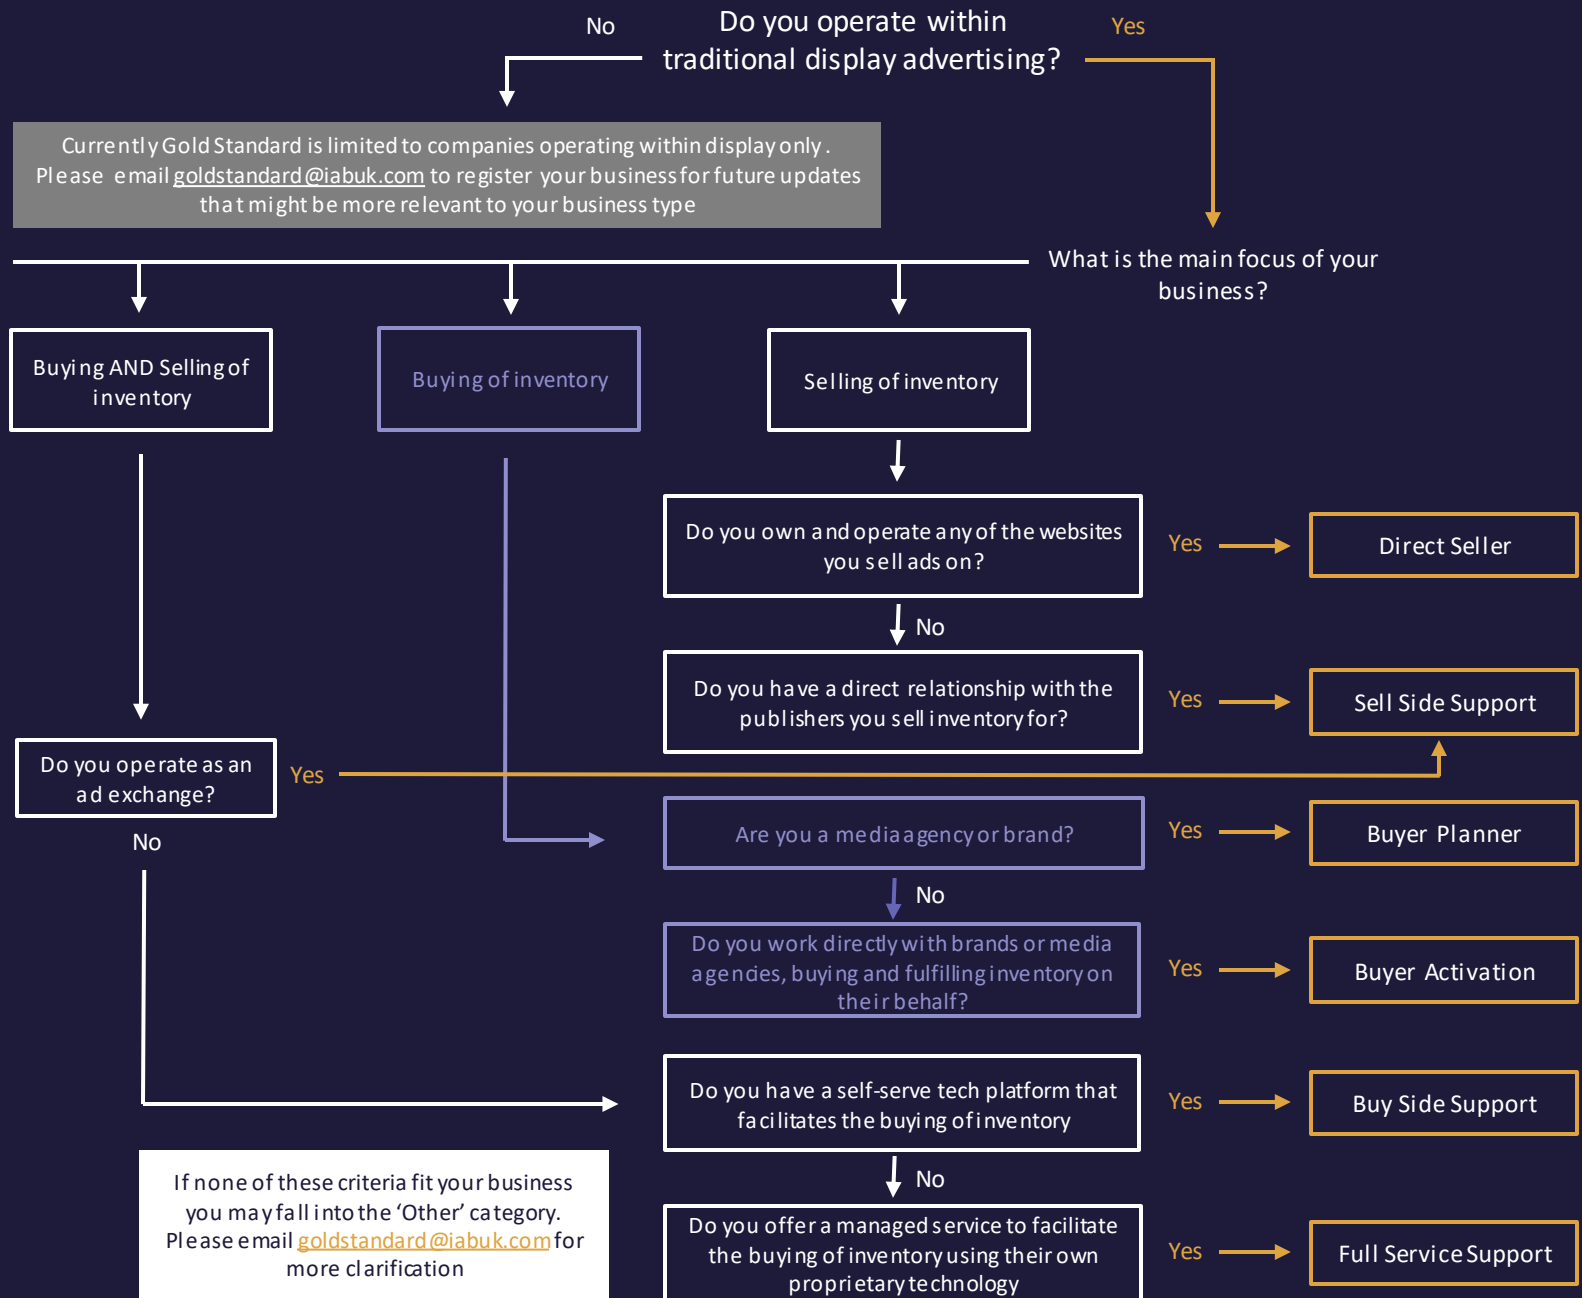 No
Do you operate within
traditional display advertising?
Yes
Currently Gold Standard is limited to companies operating within display only.
Please email goldstandard@iabuk.com to register your business for future updates
that might be more relevant to your business type
What is the main focus of your
business?
Buying AND Selling of
inventory
Buying of inventory
Selling of inventory
Do you own and operate any of the websites
you sell ads on?
Yes
Direct Seller
No
Do you have a direct relationship with the
publishers you sell inventory for?
Yes
Sell Side Support
Do you operate as an
ad exchange?
Yes
No
Are you a media agency or brand?
Yes
Buyer Planner
No
Do you work directly with brands or media
agencies, buying and fulfilling inventory on
their behalf?
Yes
Buyer Activation
Do you have a self-serve tech platform that
facilitates the buying of inventory
Yes
Buy Side Support
No
If none of these criteria fit your business
you may fall into the ‘Other’ category.
Please email goldstandard@iabuk.com for
more clarification
Do you offer a managed service to facilitate
the buying of inventory using their own
proprietary technology
Yes
Full Service Support